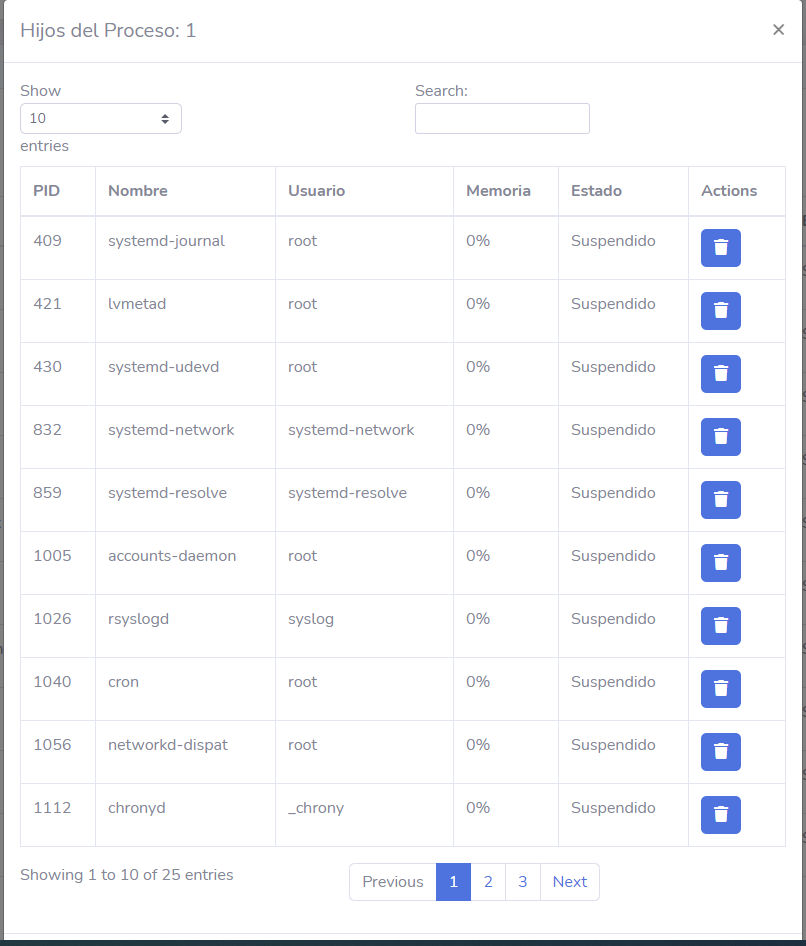 Hijos del Proceso: 1 ×
Show
10
entries
Search:
PID Nombre Usuario Memoria Estado Actions
409 systemd-journal root 0% Suspendido
421 lvmetad root 0% Suspendido
430 systemd-udevd root 0% Suspendido
832 systemd-network systemd-network 0% Suspendido
859 systemd-resolve systemd-resolve 0% Suspendido
1005 accounts-daemon root 0% Suspendido
1026 rsyslogd syslog 0% Suspendido
1040 cron root 0% Suspendido
1056 networkd-dispat root 0% Suspendido
1112 chronyd _chrony 0% Suspendido
Showing 1 to 10 of 25 entries
Previous 1 2 3 Next